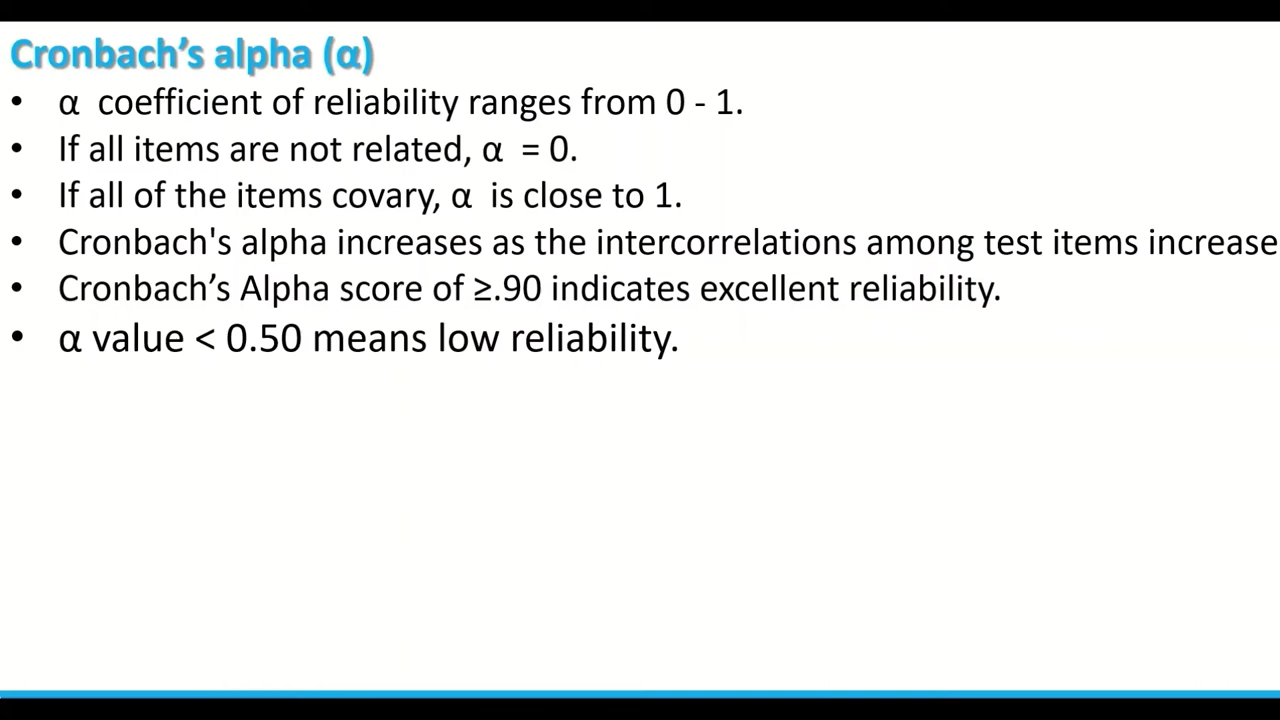 Cronbach’s alpha (α)
• α coefficient of reliability ranges from 0 - 1.
• If all items are not related, α = 0.
• If all of the items covary, α is close to 1.
• Cronbach's alpha increases as the intercorrelations among test items increase
• Cronbach’s Alpha score of ≥.90 indicates excellent reliability.
• α value < 0.50 means low reliability.